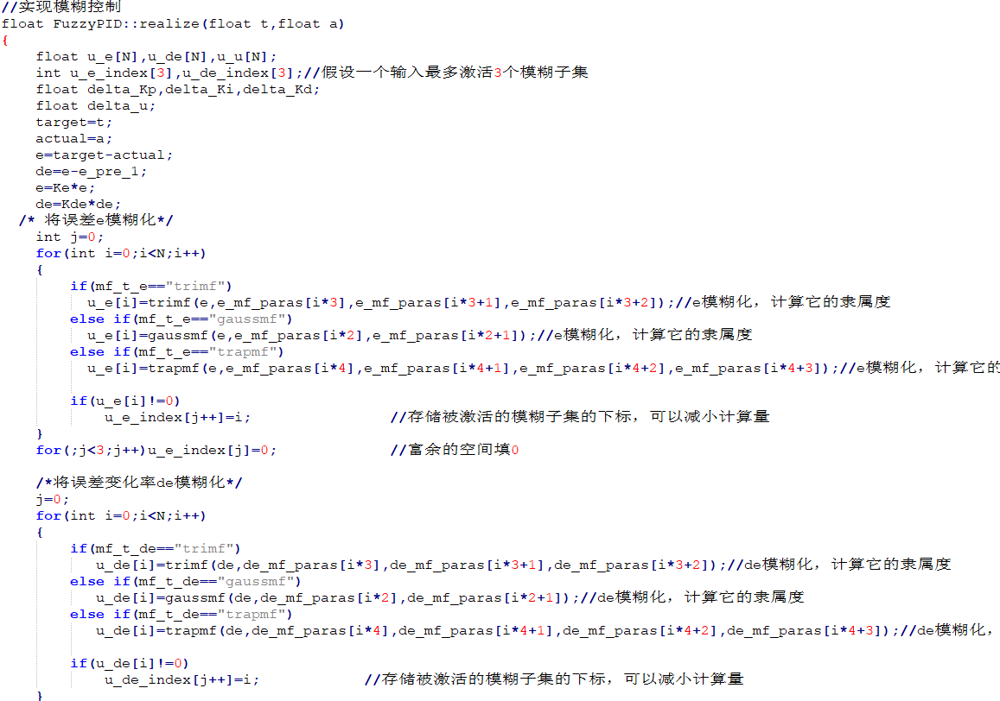 //实现模糊控制
float FuzzyPID::realize(float t,float a)
{
    float u_e[N],u_de[N],u_u[N];
    int u_e_index[3],u_de_index[3];//假设一个输入最多激活3个模糊子集
    float delta_Kp,delta_Ki,delta_Kd;
    float delta_u;
    target=t;
    actual=a;
    e=target-actual;
    de=e-e_pre_1;
    e=Ke*e;
    de=Kde*de;
  /* 将误差e模糊化*/
    int j=0;
    for(int i=0;i<N;i++)
    {
        if(mf_t_e=="trimf")
          u_e[i]=trimf(e,e_mf_paras[i*3],e_mf_paras[i*3+1],e_mf_paras[i*3+2]);//e模糊化，计算它的隶属度
        else if(mf_t_e=="gaussmf")
          u_e[i]=gaussmf(e,e_mf_paras[i*2],e_mf_paras[i*2+1]);//e模糊化，计算它的隶属度
        else if(mf_t_e=="trapmf")
          u_e[i]=trapmf(e,e_mf_paras[i*4],e_mf_paras[i*4+1],e_mf_paras[i*4+2],e_mf_paras[i*4+3]);//e模糊化，计算它的
        if(u_e[i]!=0)
            u_e_index[j++]=i;                //存储被激活的模糊子集的下标，可以减小计算量
    }
    for(;j<3;j++)u_e_index[j]=0;             //富余的空间填0
    /*将误差变化率de模糊化*/
    j=0;
    for(int i=0;i<N;i++)
    {
        if(mf_t_de=="trimf")
           u_de[i]=trimf(de,de_mf_paras[i*3],de_mf_paras[i*3+1],de_mf_paras[i*3+2]);//de模糊化，计算它的隶属度
        else if(mf_t_de=="gaussmf")
           u_de[i]=gaussmf(de,de_mf_paras[i*2],de_mf_paras[i*2+1]);//de模糊化，计算它的隶属度
        else if(mf_t_de=="trapmf")
           u_de[i]=trapmf(de,de_mf_paras[i*4],de_mf_paras[i*4+1],de_mf_paras[i*4+2],de_mf_paras[i*4+3]);//de模糊化，
        if(u_de[i]!=0)
            u_de_index[j++]=i;            //存储被激活的模糊子集的下标，可以减小计算量
    }